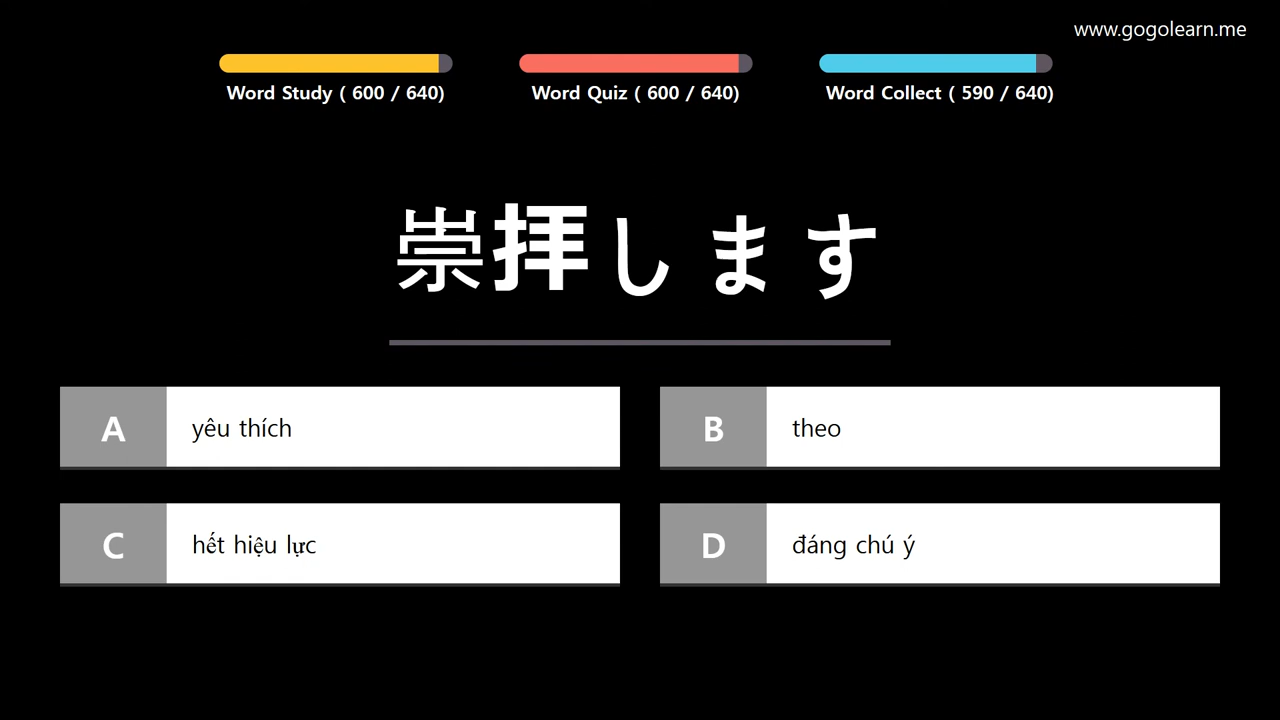 www.gogolearn.me
Word Study ( 600 / 640)
Word Quiz ( 600 / 640)
Word Collect ( 590 / 640)
崇拝します
A yêu thích
B theo
C hết hiệu lực
D đáng chú ý